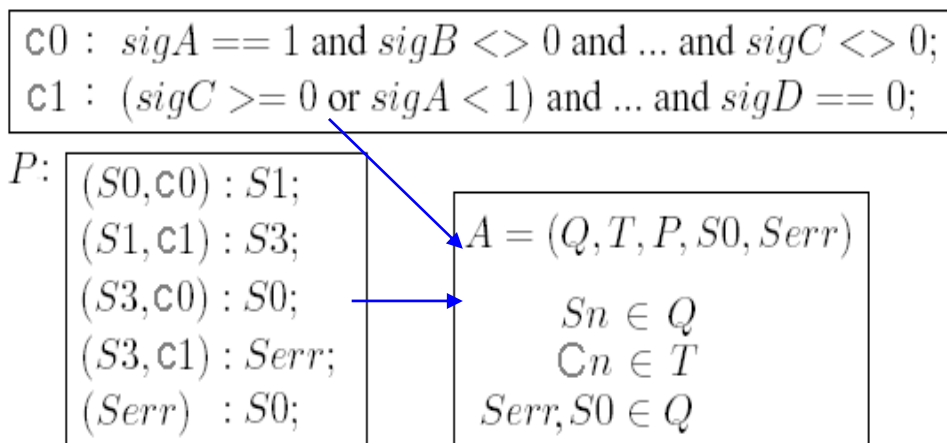 C0 : sigA == 1 and sigB <> 0 and ... and sigC <> 0;
C1 : (sigC >= 0 or sigA < 1) and ... and sigD == 0;
P:
(S0,C0) : S1;
(S1,C1) : S3;
(S3,C0) : S0;
(S3,C1) : Serr;
(Serr) : S0;
A = (Q, T, P, S0, Serr)
Sn ∈ Q
Cn ∈ T
Serr, S0 ∈ Q